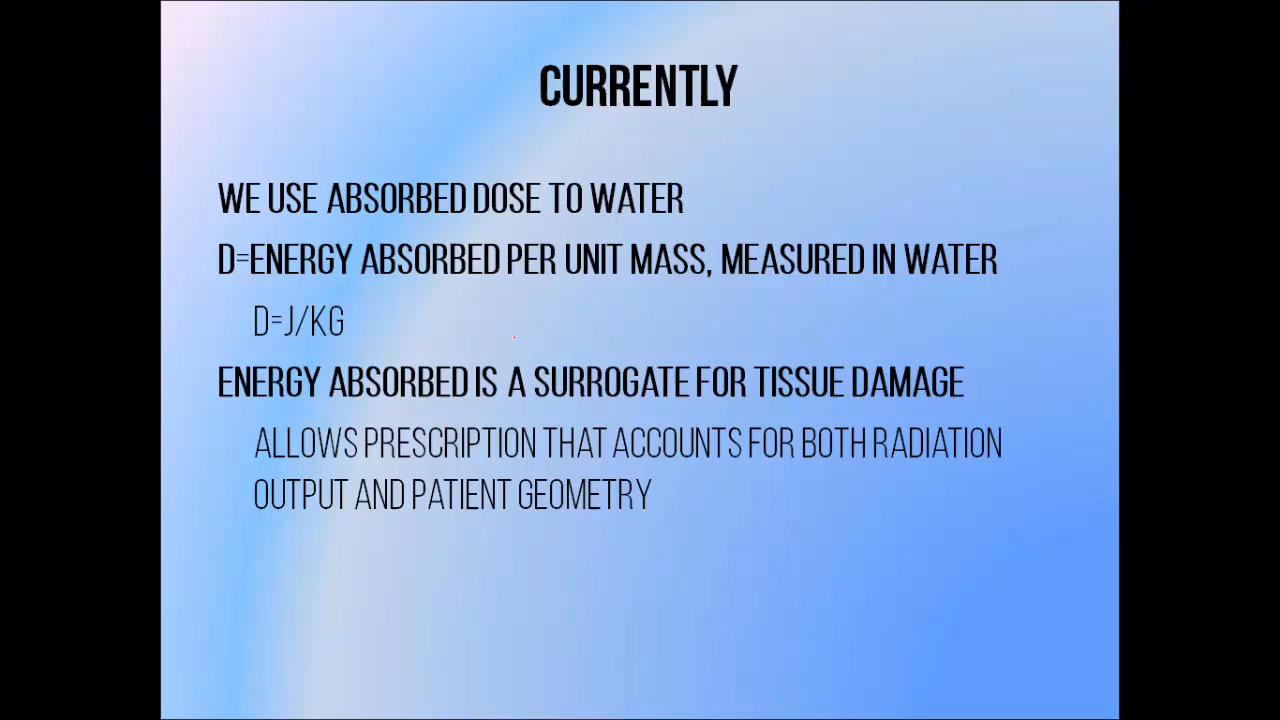 CURRENTLY
WE USE ABSORBED DOSE TO WATER
D=ENERGY ABSORBED PER UNIT MASS, MEASURED IN WATER
D=J/KG
ENERGY ABSORBED IS A SURROGATE FOR TISSUE DAMAGE
ALLOWS PRESCRIPTION THAT ACCOUNTS FOR BOTH RADIATION
OUTPUT AND PATIENT GEOMETRY